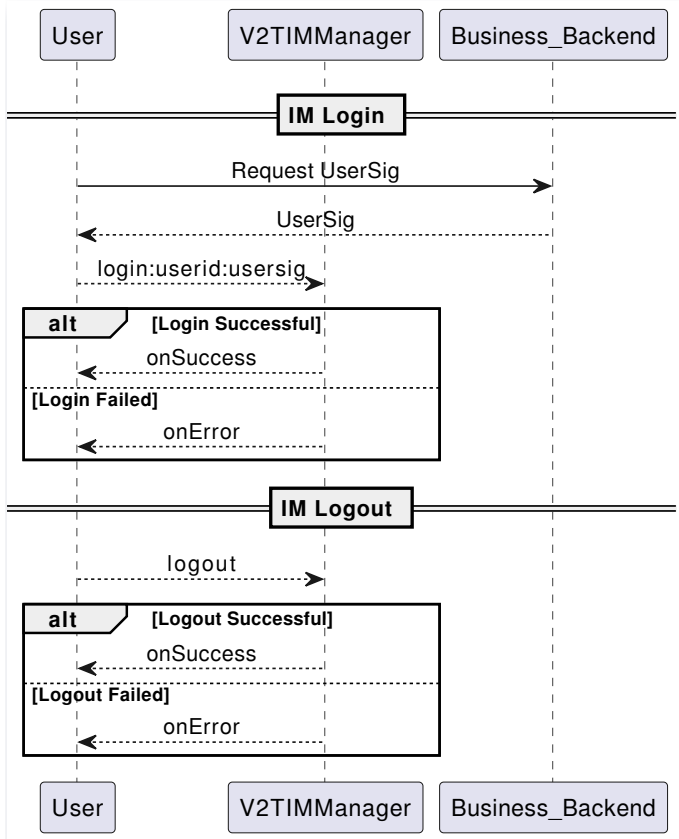 User V2TIMManager Business_Backend
IM Login
Request UserSig
UserSig
login:userid:usersig
alt [Login Successful]
onSuccess
[Login Failed]
onError
IM Logout
logout
alt [Logout Successful]
onSuccess
[Logout Failed]
onError
User V2TIMManager Business_Backend